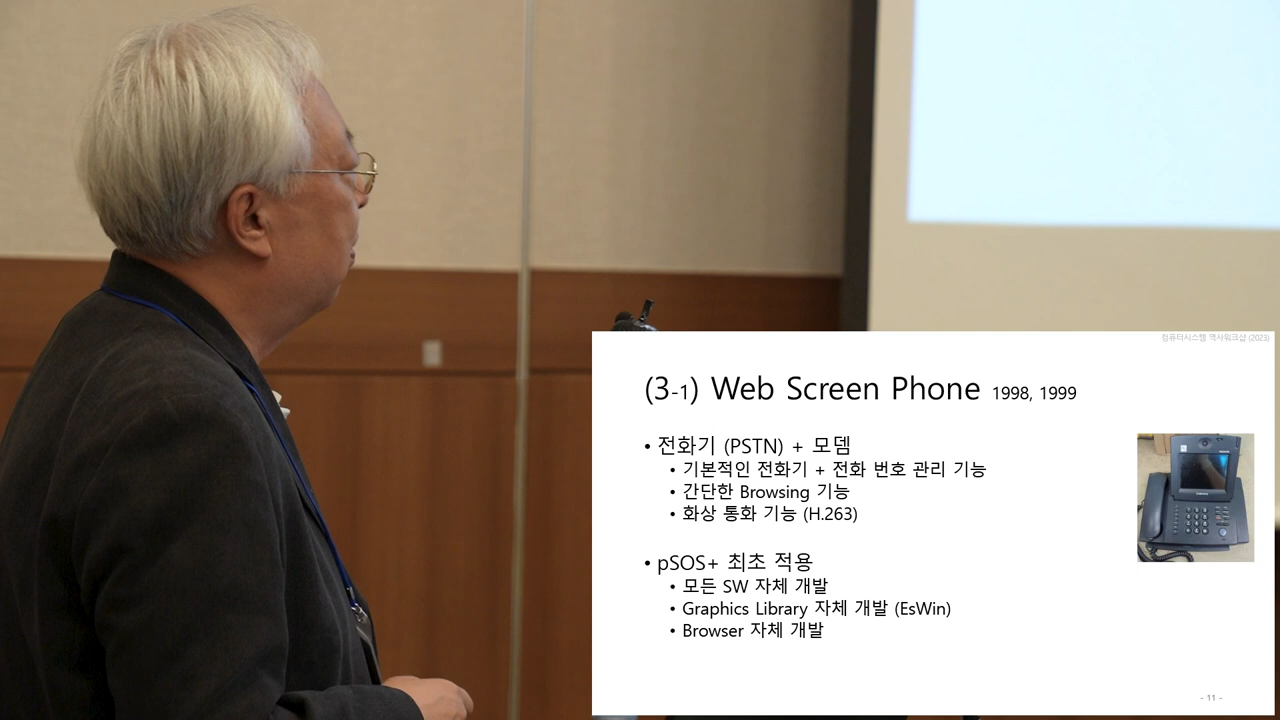 컴퓨터시스템 역사워크샵 (2023)
(3-1) Web Screen Phone 1998, 1999
• 전화기 (PSTN) + 모뎀
• 기본적인 전화기 + 전화 번호 관리 기능
• 간단한 Browsing 기능
• 화상 통화 기능 (H.263)
• pSOS+ 최초 적용
• 모든 SW 자체 개발
• Graphics Library 자체 개발 (EsWin)
• Browser 자체 개발
- 11 -